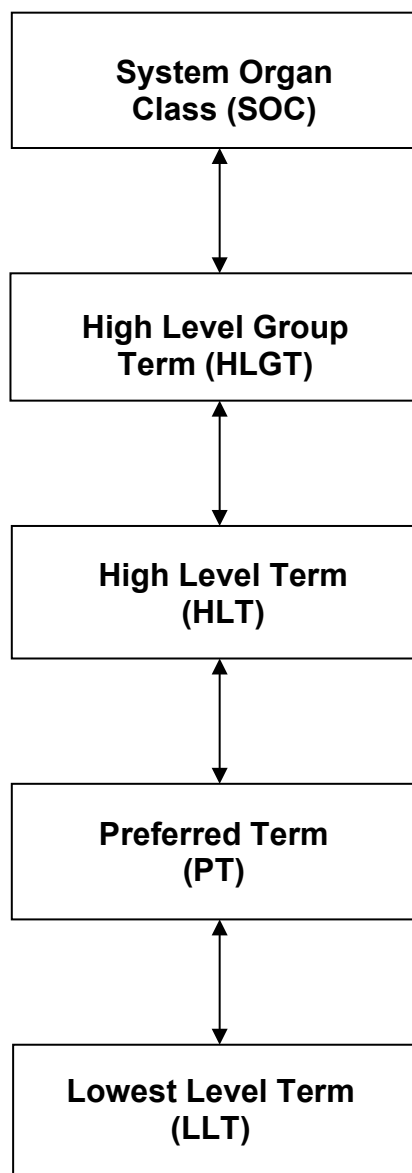 System Organ
Class (SOC)
High Level Group
Term (HLGT)
High Level Term
(HLT)
Preferred Term
(PT)
Lowest Level Term
(LLT)